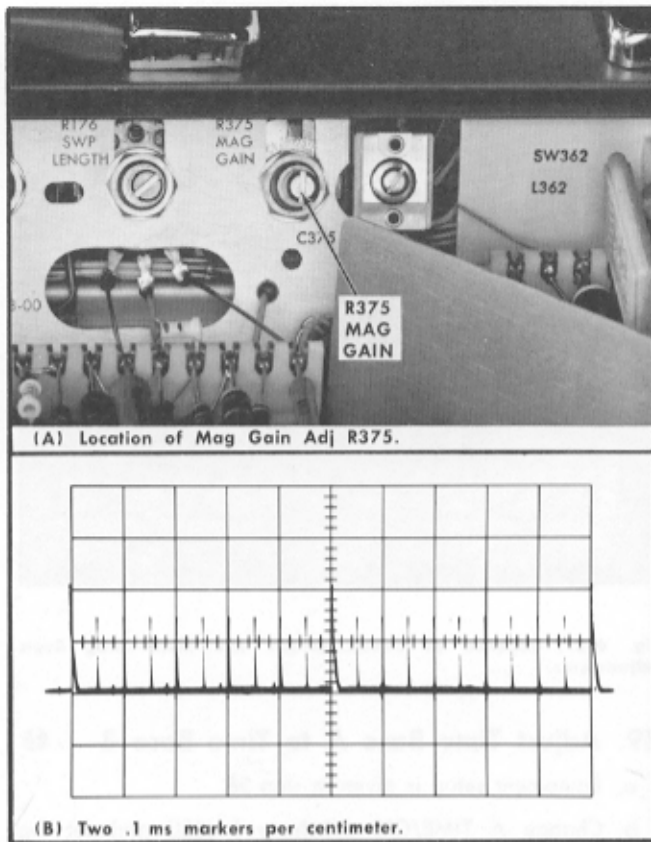 R176
SWP
LENGTH
R375
MAG
GAIN
SW362
L362
C375
R375
MAG
GAIN
-00
(A) Location of Mag Gain Adj R375.
(B) Two .1 ms markers per centimeter.